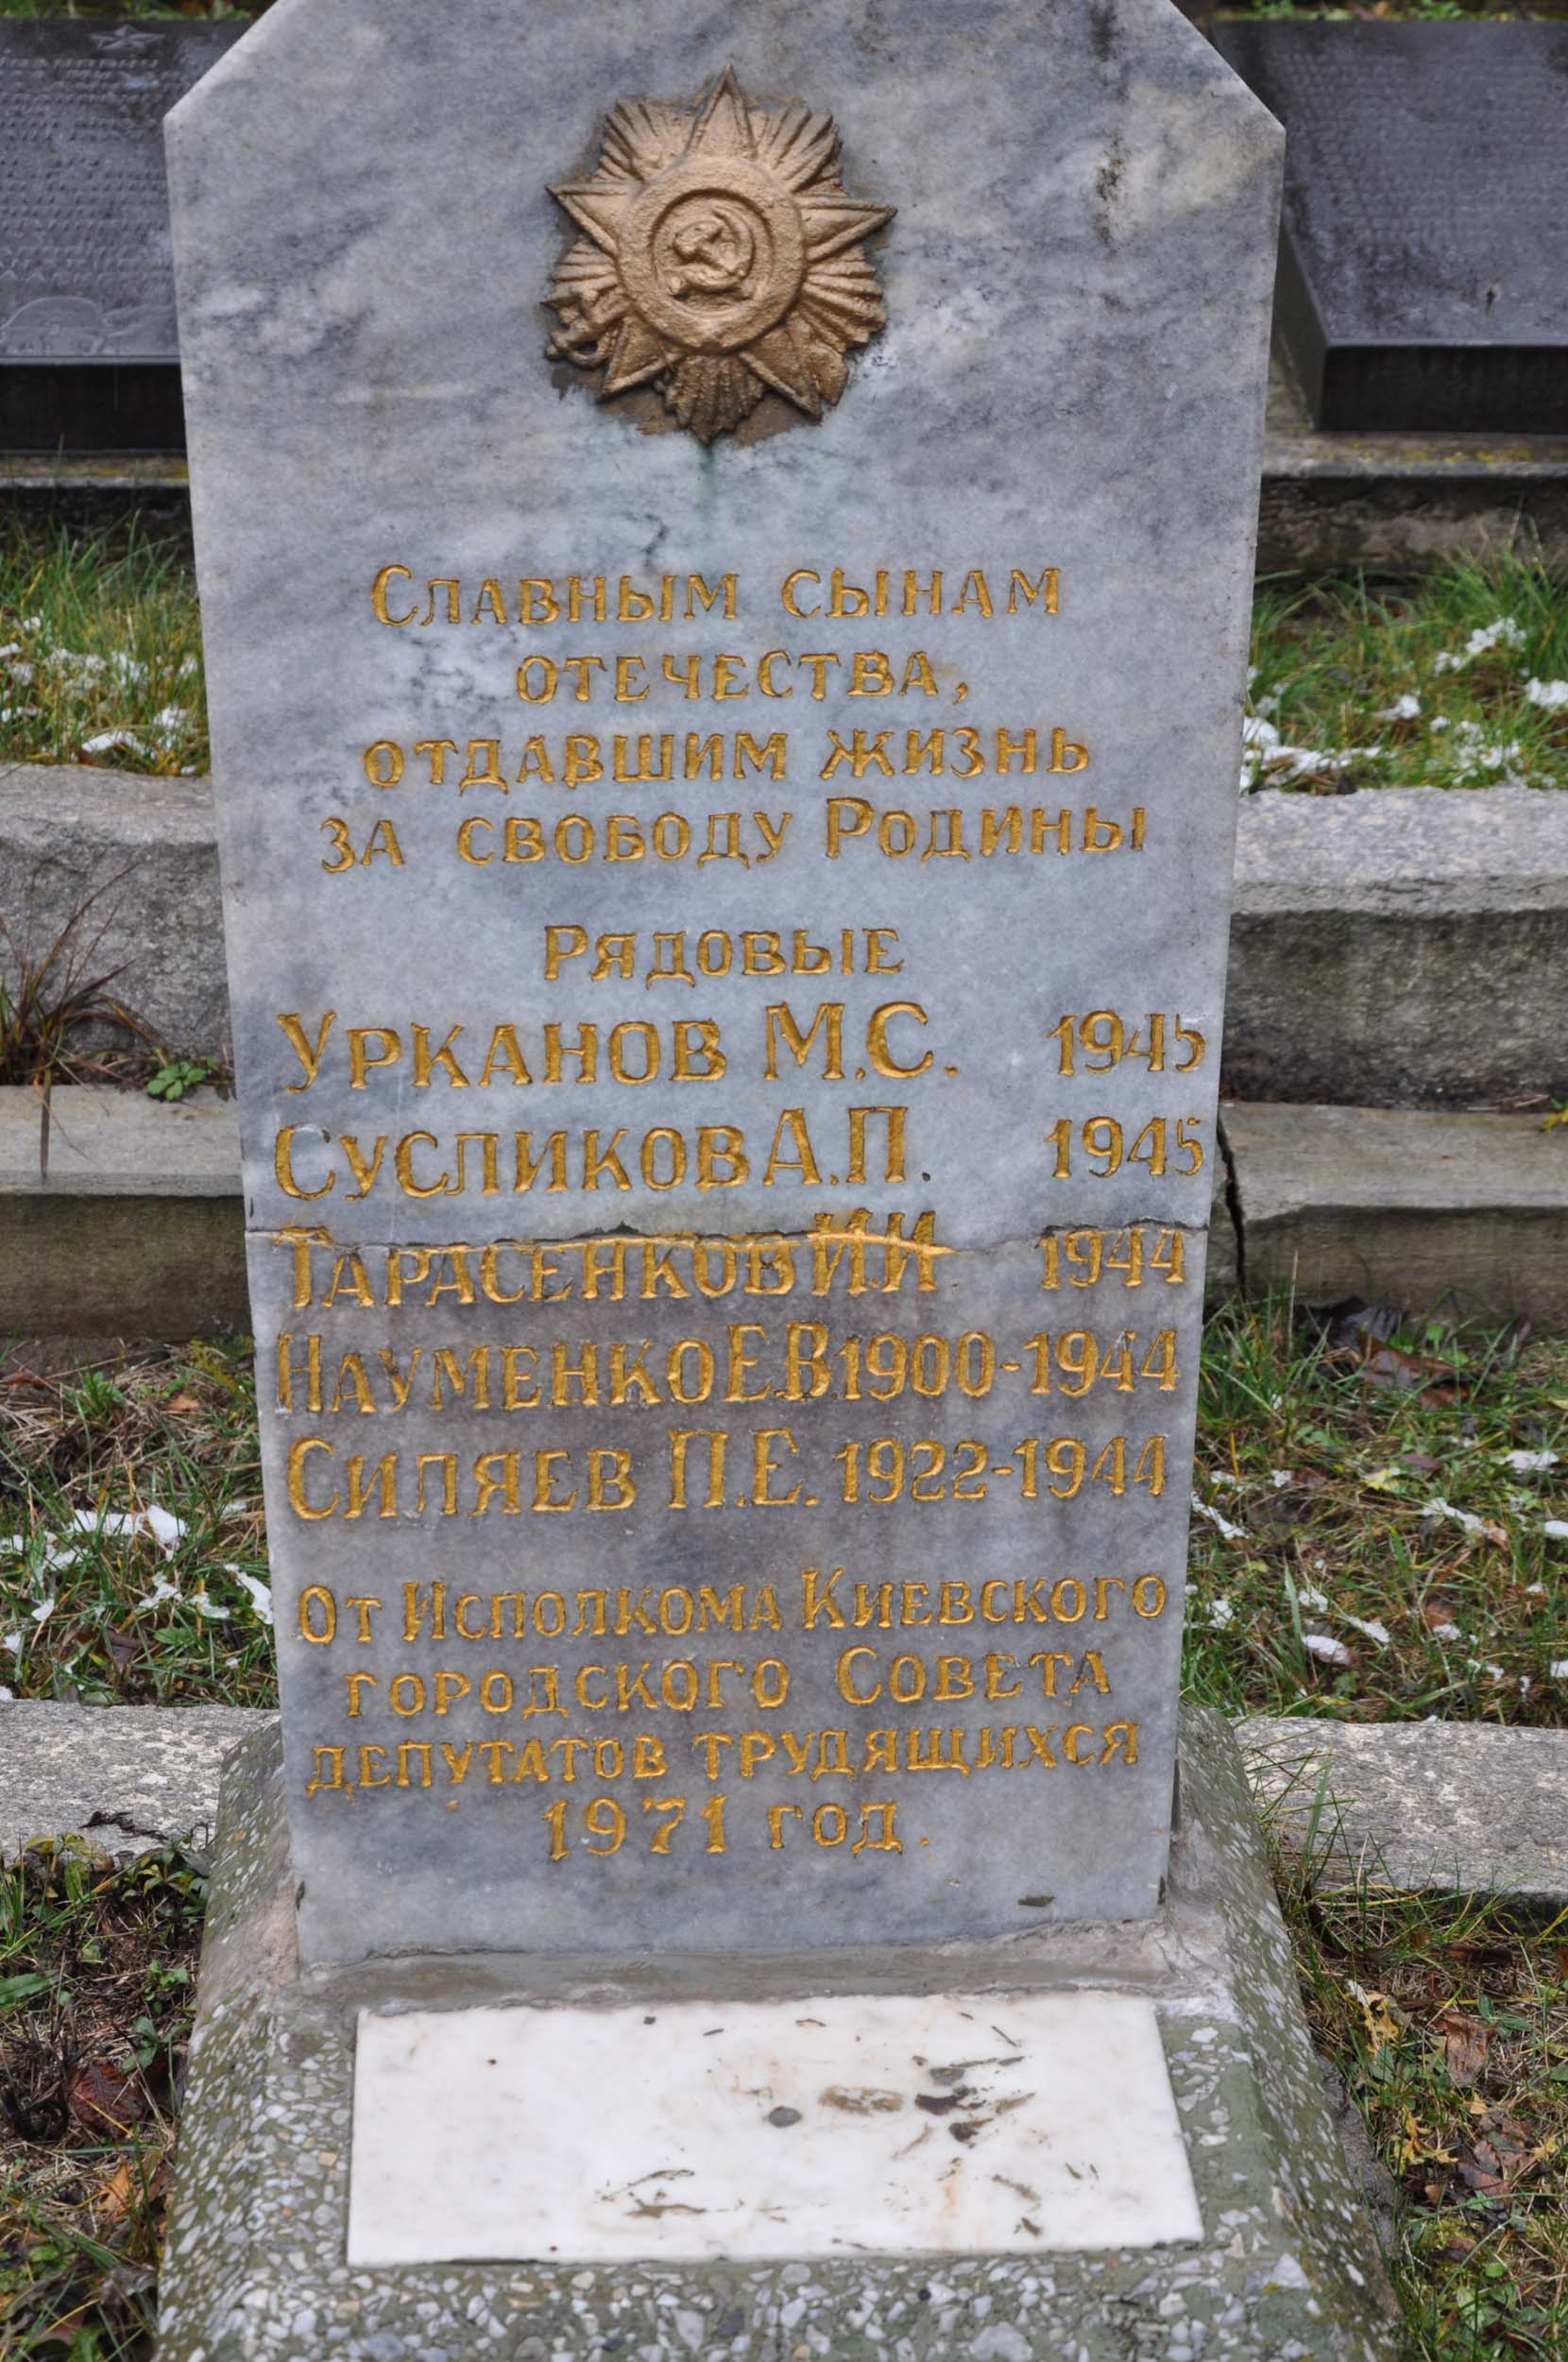 Славным сынам
отечества,
отдавшим жизнь
за свободу Родины
Рядовые
Урканов М.С. 1945
Сусликов А.П. 1945
Тарасенков И.И 1944
Науменко Е.В 1900-1944
Силяев П.Е. 1922-1944
От Исполкома Киевского
городского Совета
депутатов трудящихся
1971 год.